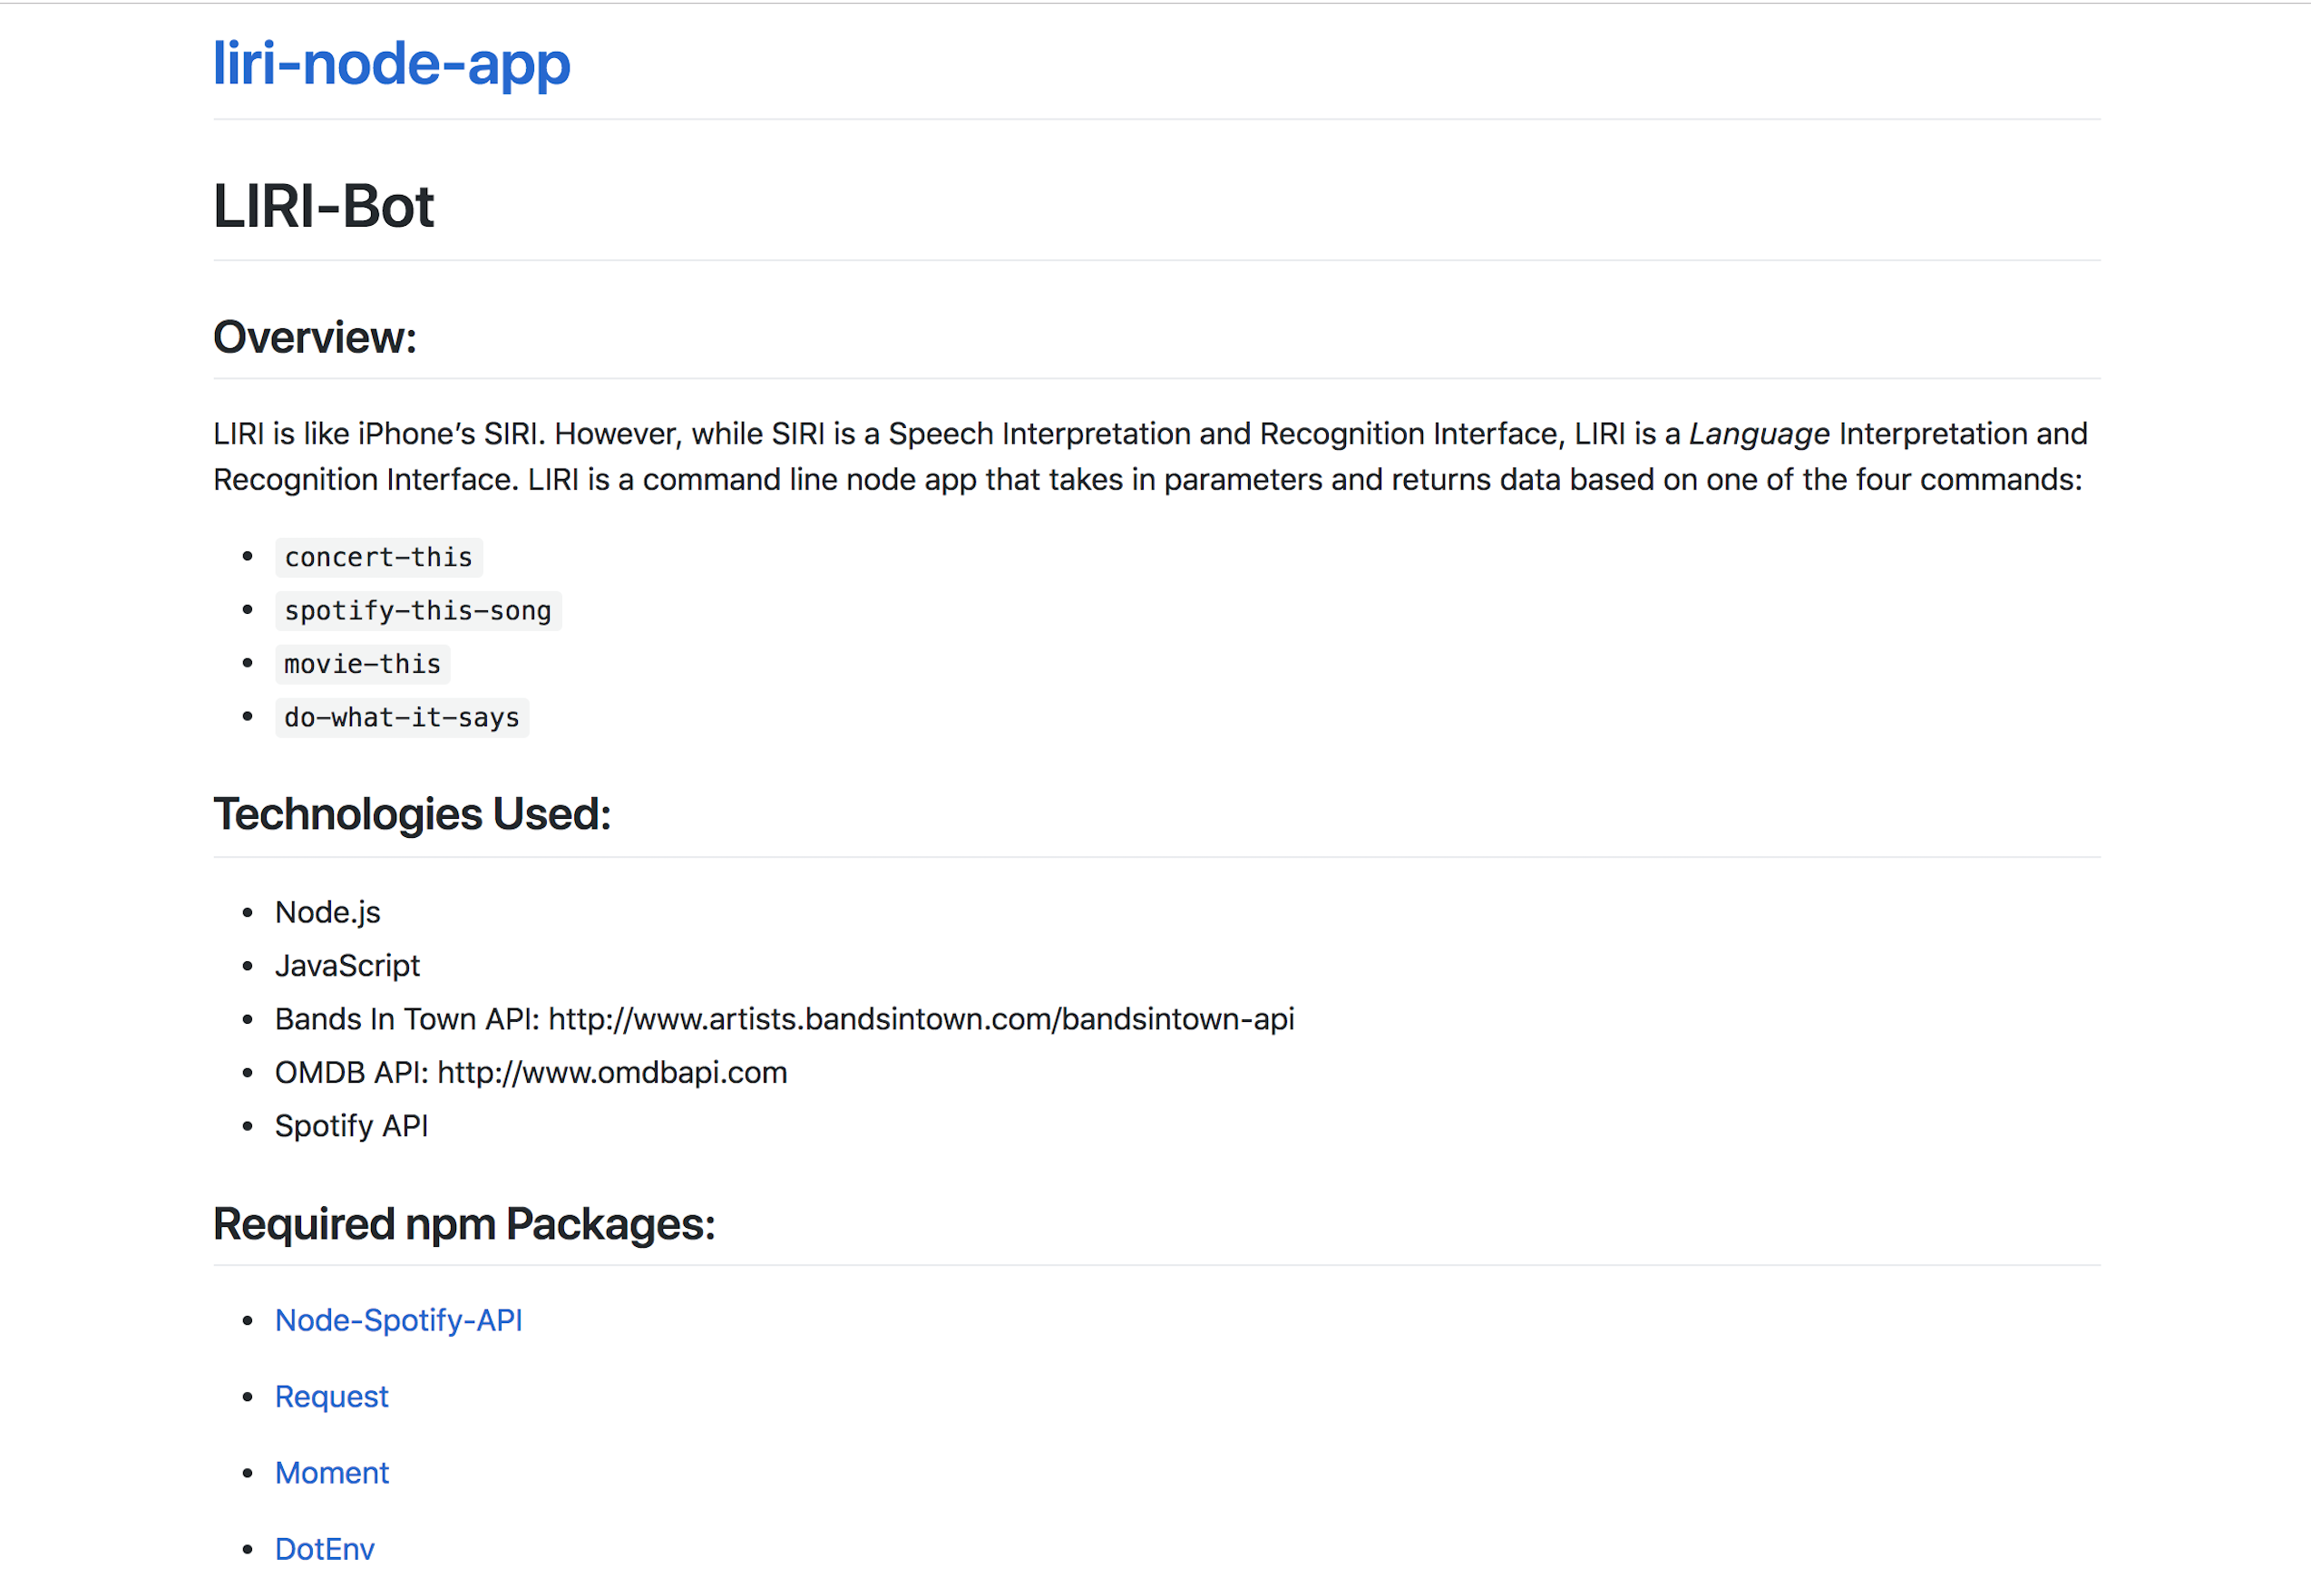 liri-node-app
LIRI-Bot
Overview:
LIRI is like iPhone’s SIRI. However, while SIRI is a Speech Interpretation and Recognition Interface, LIRI is a Language Interpretation and
Recognition Interface. LIRI is a command line node app that takes in parameters and returns data based on one of the four commands:
• concert-this
• spotify-this-song
• movie-this
• do-what-it-says
Technologies Used:
• Node.js
• JavaScript
• Bands In Town API: http://www.artists.bandsintown.com/bandsintown-api
• OMDB API: http://www.omdbapi.com
• Spotify API
Required npm Packages:
• Node-Spotify-API
• Request
• Moment
• DotEnv